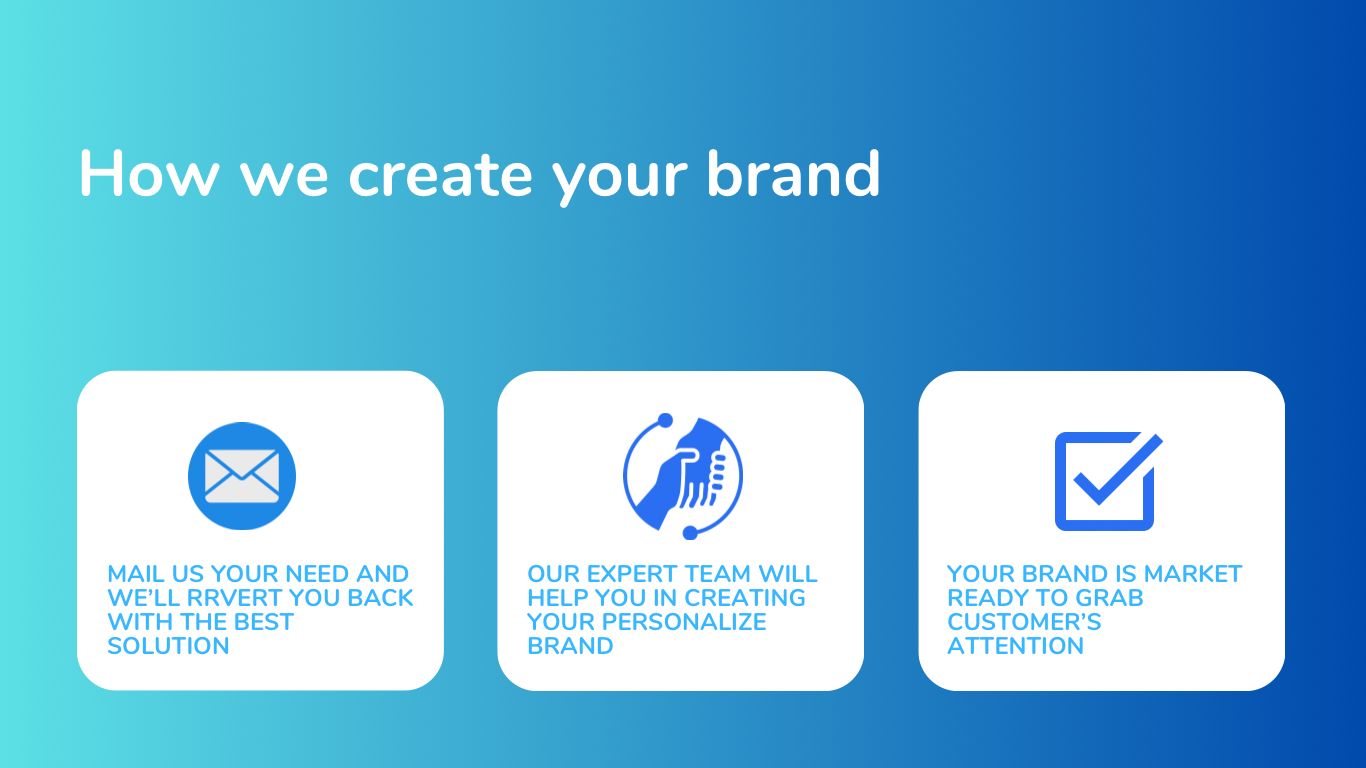 How we create your brand
MAIL US YOUR NEED AND
WE'LL RRVERT YOU BACK
WITH THE BEST
SOLUTION
OUR EXPERT TEAM WILL
HELP YOU IN CREATING
YOUR PERSONALIZE
BRAND
YOUR BRAND IS MARKET
READY TO GRAB
CUSTOMER'S
ATTENTION